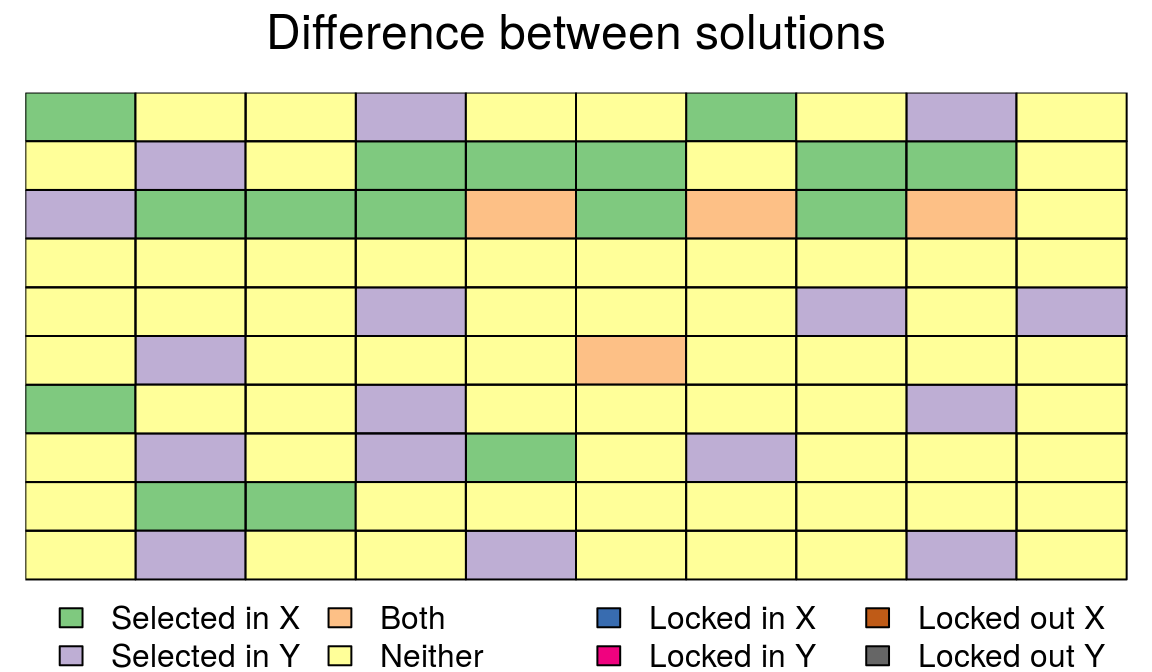 Difference between solutions
Selected in X Both Locked in X Locked out X
Selected in Y Neither Locked in Y Locked out Y